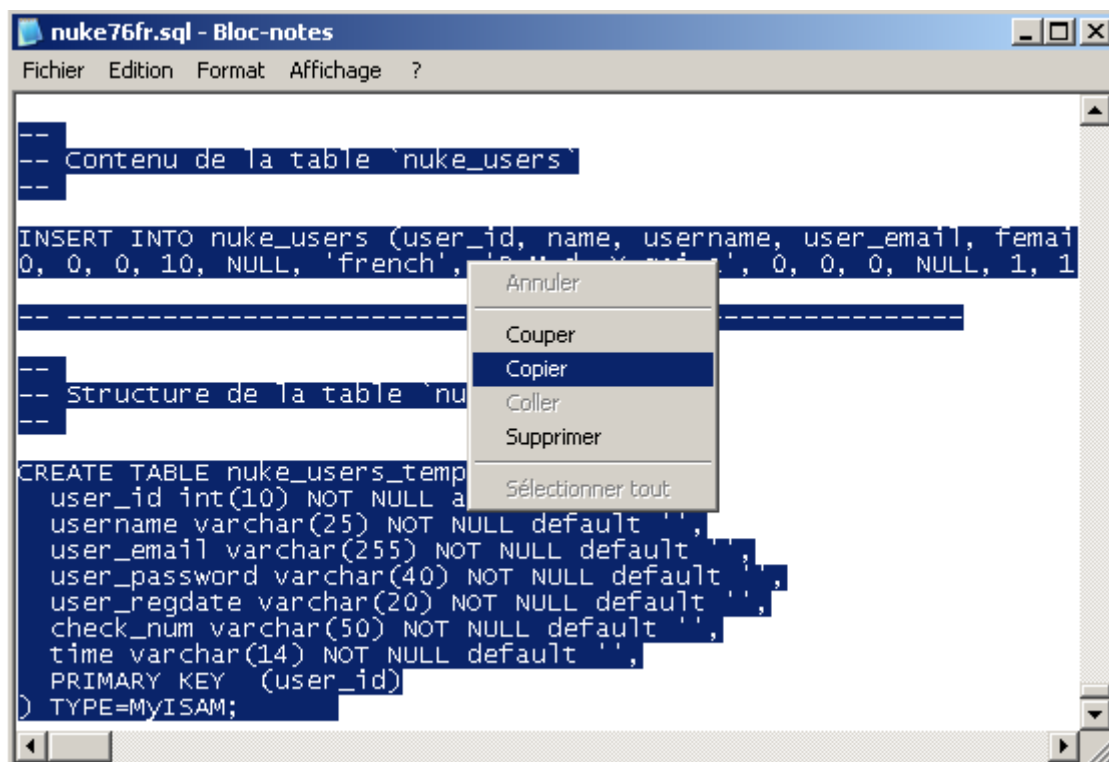 nuke76fr.sql - Bloc-notes
Fichier Edition Format Affichage ?
--
-- Contenu de la table `nuke_users`
--
INSERT INTO nuke_users (user_id, name, username, user_email, femai
0, 0, 0, 10, NULL, 'french', 0, 0, 0, NULL, 1, 1
Annuler
Couper
Copier
Coller
Supprimer
Sélectionner tout
-- --------------------------------------------------------
--
-- Structure de la table `nu
--
CREATE TABLE nuke_users_temp
user_id int(10) NOT NULL a
username varchar(25) NOT NULL default '',
user_email varchar(255) NOT NULL default '',
user_password varchar(40) NOT NULL default '',
user_regdate varchar(20) NOT NULL default '',
check_num varchar(50) NOT NULL default '',
time varchar(14) NOT NULL default '',
PRIMARY KEY (user_id)
) TYPE=MyISAM;